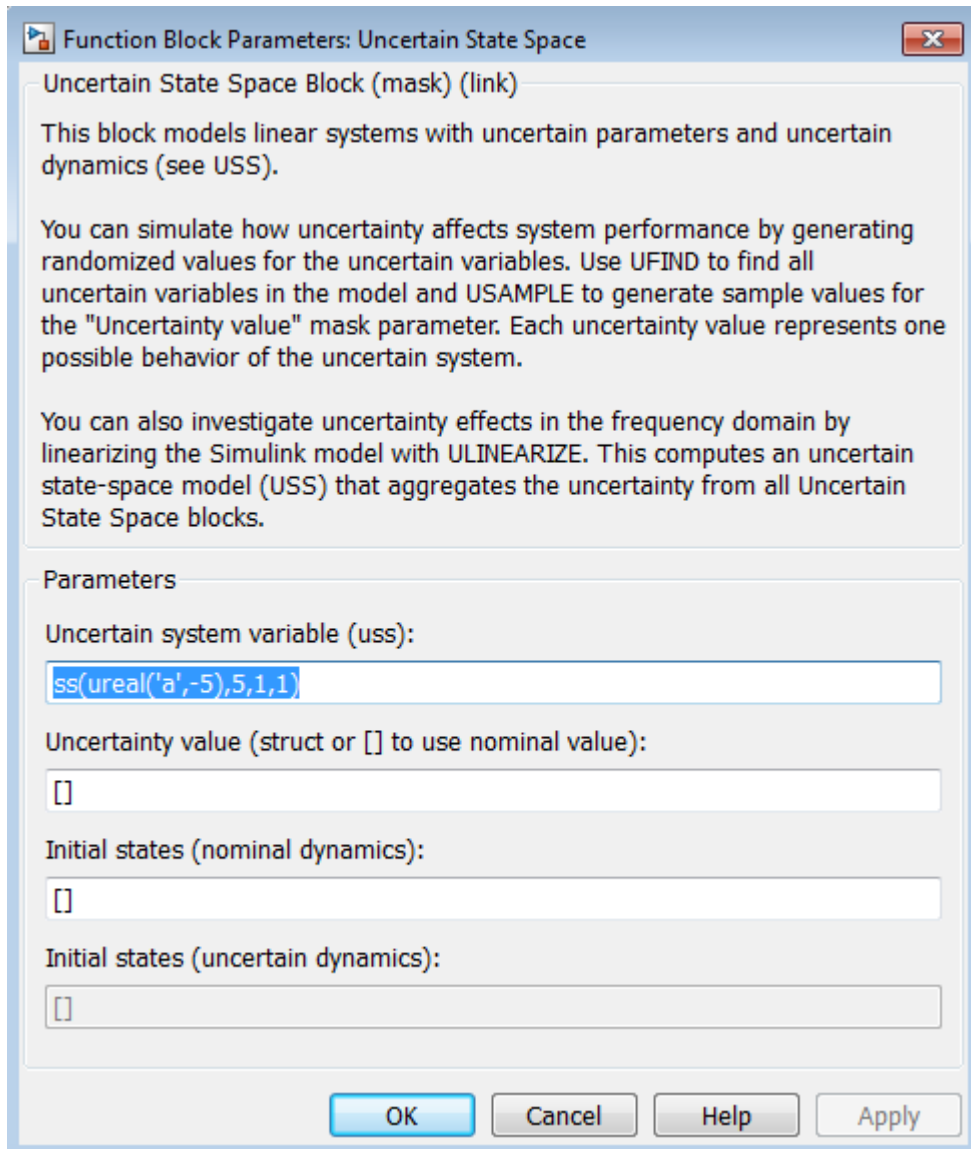 Function Block Parameters: Uncertain State Space
Uncertain State Space Block (mask) (link)
This block models linear systems with uncertain parameters and uncertain
dynamics (see USS).
You can simulate how uncertainty affects system performance by generating
randomized values for the uncertain variables. Use UFIND to find all
uncertain variables in the model and USAMPLE to generate sample values for
the "Uncertainty value" mask parameter. Each uncertainty value represents one
possible behavior of the uncertain system.
You can also investigate uncertainty effects in the frequency domain by
linearizing the Simulink model with ULINEARIZE. This computes an uncertain
state-space model (USS) that aggregates the uncertainty from all Uncertain
State Space blocks.
Parameters
Uncertain system variable (uss):
ss(ureal('a',-5),5,1,1)
Uncertainty value (struct or [] to use nominal value):
[]
Initial states (nominal dynamics):
[]
Initial states (uncertain dynamics):
[]
OK Cancel Help Apply